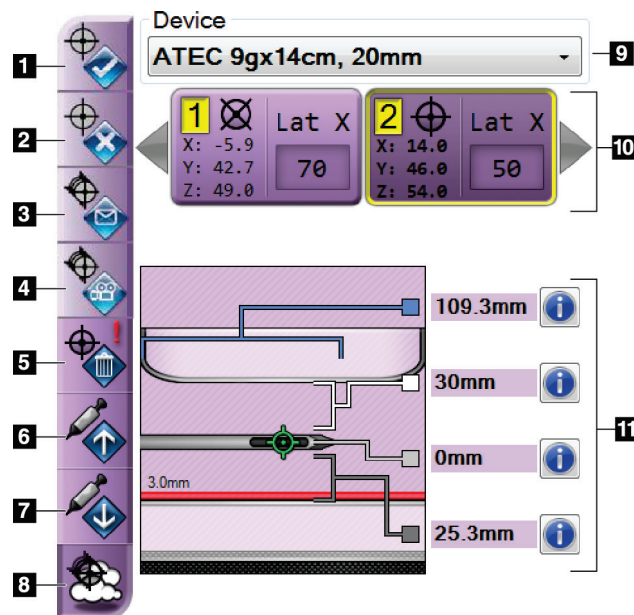 Device
1
ATEC 9gx14cm, 20mm
9
1
Lat X
X: -5.9
Y: 42.7
Z: 49.0
70
2
Lat X
X: 14.0
Y: 46.0
Z: 54.0
50
2
10
3
4
109.3mm
11
5
!
30mm
6
0mm
7
3.0mm
25.3mm
8